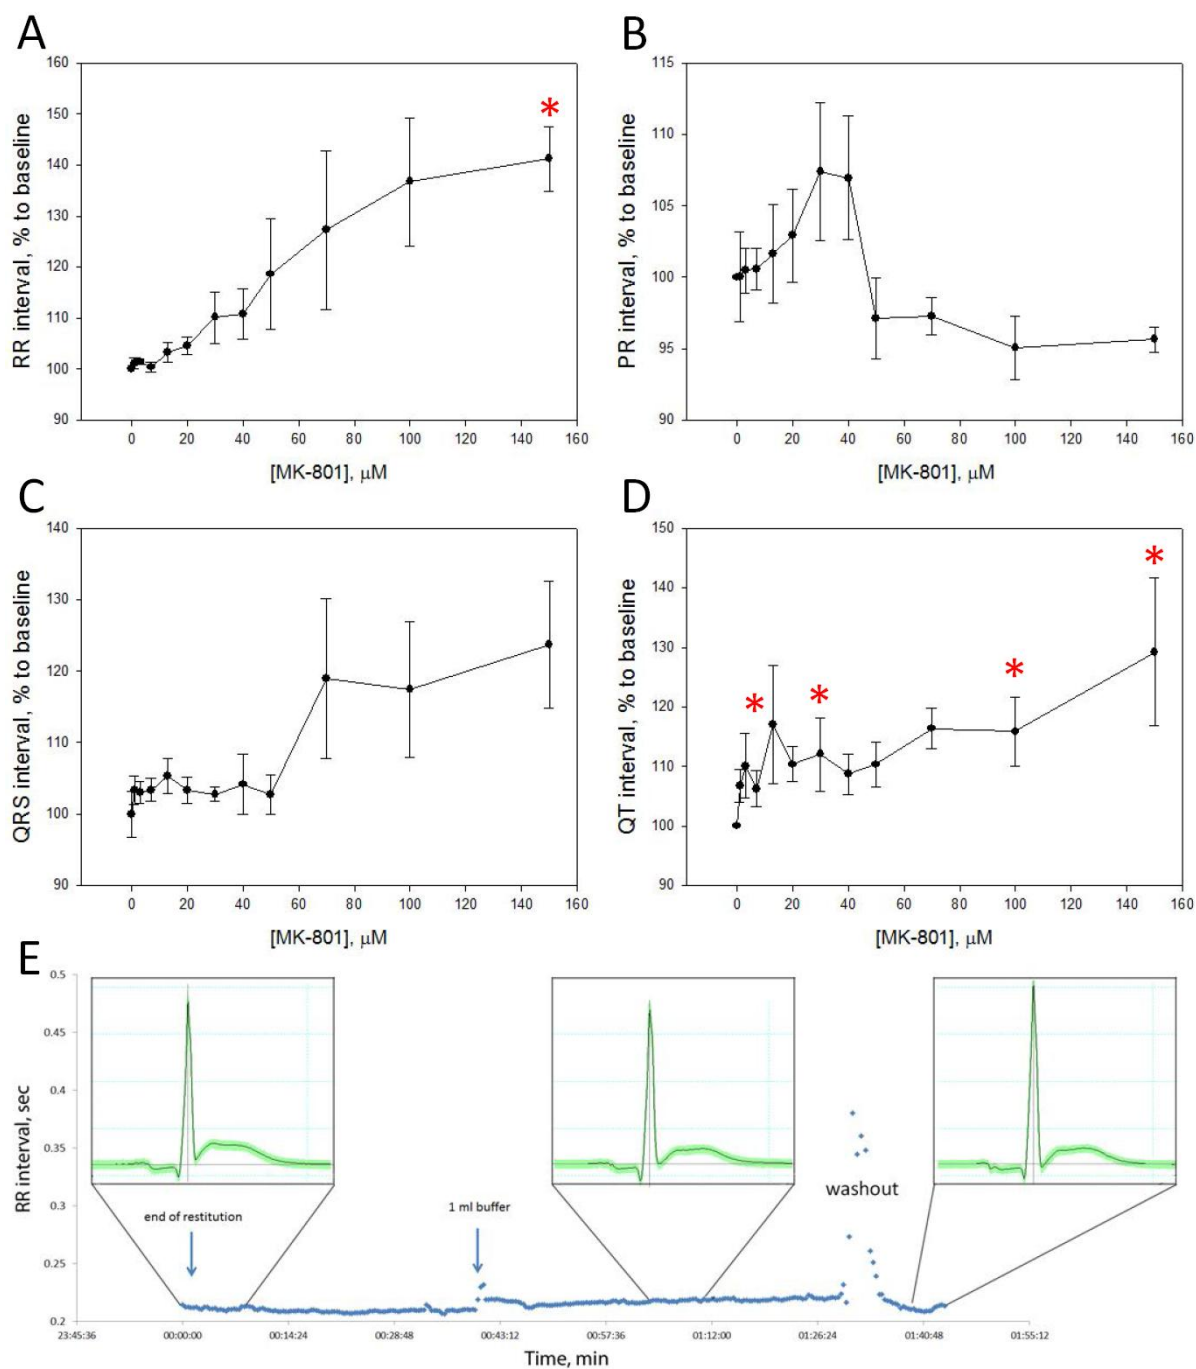 A
B
160
150
140
130
120
110
100
90
RR interval, % to baseline
*
0 20 40 60 80 100 120 140 160
[MK-801], μM
115
110
105
100
95
90
PR interval, % to baseline
0 20 40 60 80 100 120 140 160
[MK-801], μM
C
D
140
130
120
110
100
90
QRS interval, % to baseline
0 20 40 60 80 100 120 140 160
[MK-801], μM
150
140
130
120
110
100
90
QT interval, % to baseline
* * * *
0 20 40 60 80 100 120 140 160
[MK-801], μM
E
0.5
0.45
0.4
0.35
0.3
0.25
0.2
RR interval, sec
end of restitution
1 ml buffer
washout
23:45:36 00:00:00 00:14:24 00:28:48 00:43:12 00:57:36 01:12:00 01:26:24 01:40:48 01:55:12
Time, min